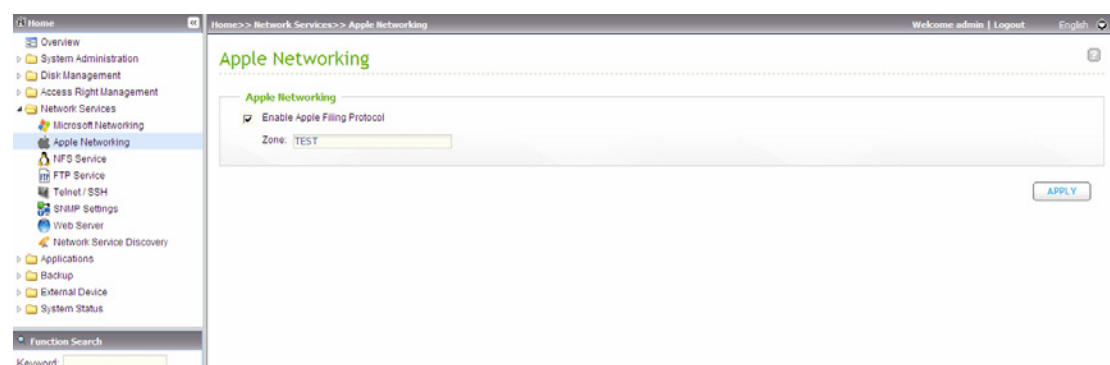 Home
Home>> Network Services>> Apple Networking
Welcome admin | Logout
English
Overview
System Administration
Disk Management
Access Right Management
Network Services
Microsoft Networking
Apple Networking
NFS Service
FTP Service
Telnet / SSH
SNMP Settings
Web Server
Network Service Discovery
Applications
Backup
External Device
System Status
Function Search
Keyword:
Apple Networking
Apple Networking
Enable Apple Filing Protocol
Zone: TEST
APPLY